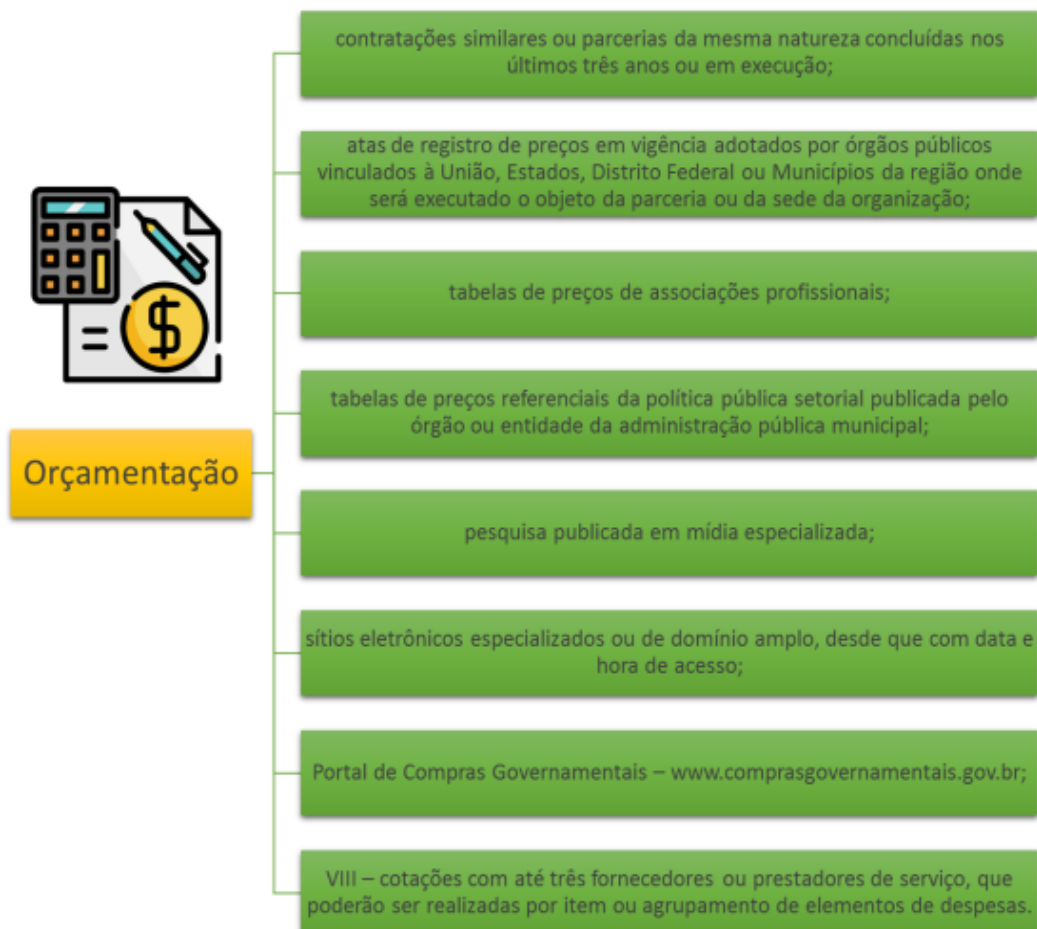 contratações similares ou parcerias da mesma natureza concluídas nos
últimos três anos ou em execução;
atas de registro de preços em vigência adotados por órgãos públicos
vinculados à União, Estados, Distrito Federal ou Municípios da região onde
será executado o objeto da parceria ou da sede da organização;
tabelas de preços de associações profissionais;
tabelas de preços referenciais da política pública setorial publicada pelo
órgão ou entidade da administração pública municipal;
Orçamentação
pesquisa publicada em mídia especializada;
sítios eletrônicos especializados ou de domínio amplo, desde que com data e
hora de acesso;
Portal de Compras Governamentais – www.comprasgovernamentais.gov.br;
VIII – cotações com até três fornecedores ou prestadores de serviço, que
poderão ser realizadas por item ou agrupamento de elementos de despesas.